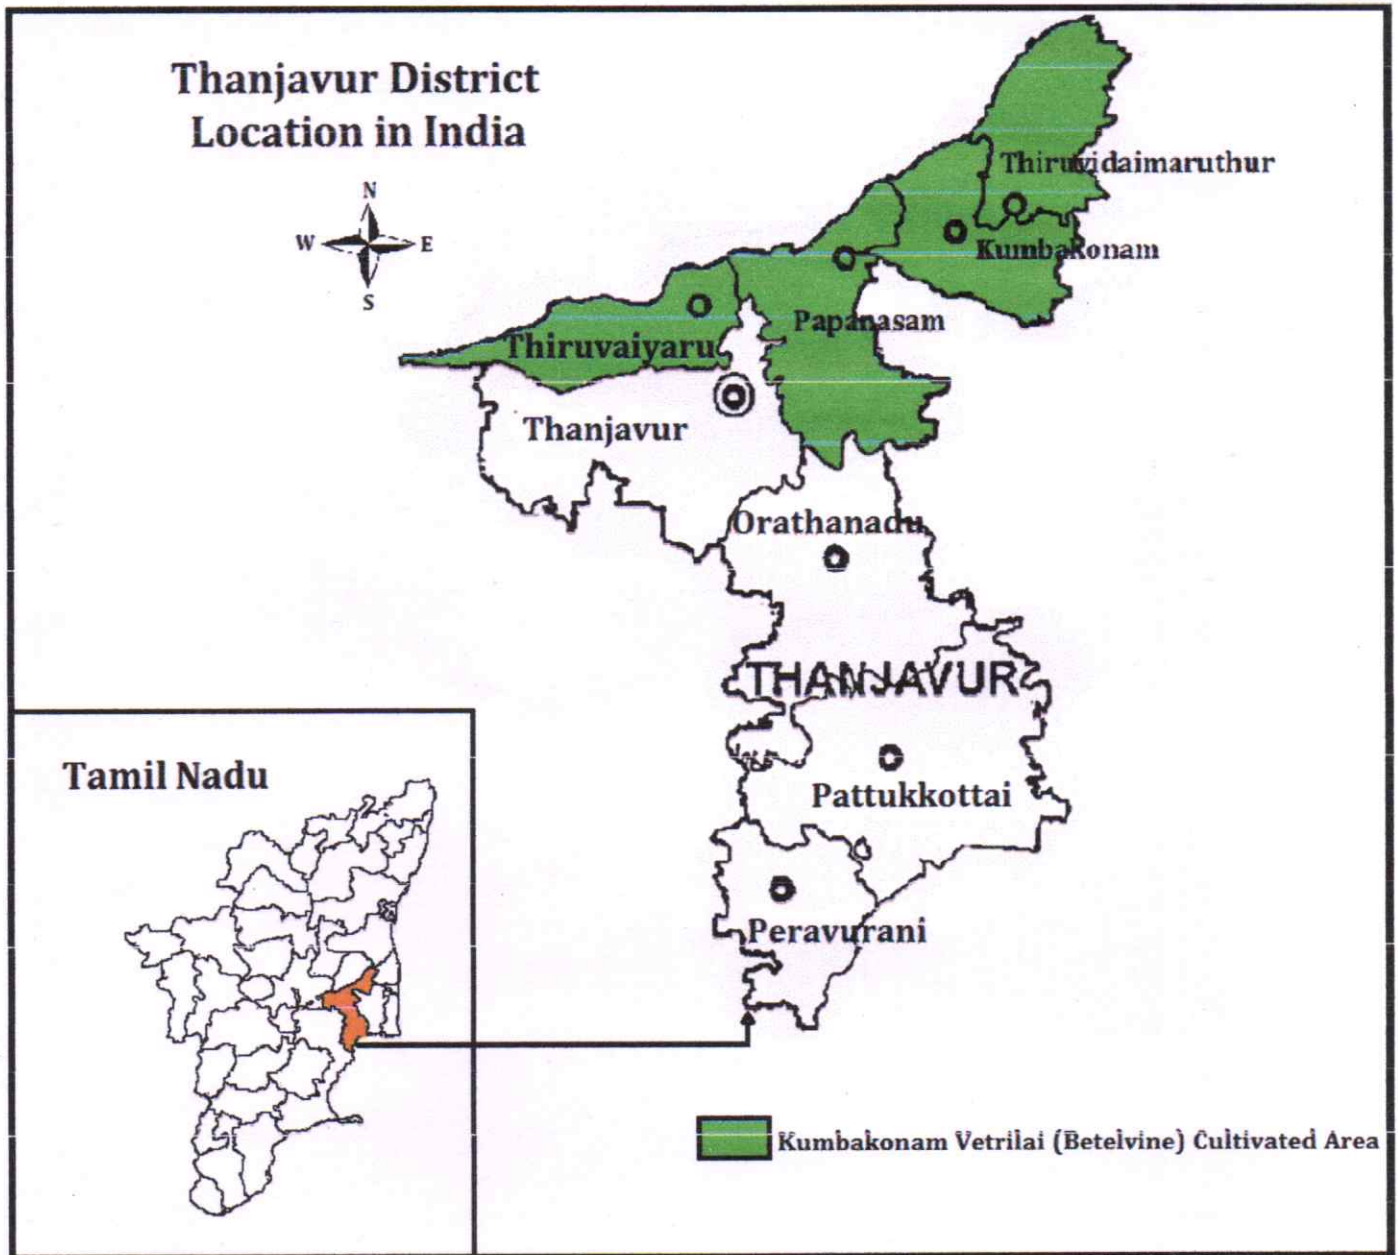 Thanjavur District
Location in India
N
W
E
S
Thiruvidaimaruthur
Kumbakonam
Papanasam
Thiruvaiyaru
Thanjavur
Orathanadu
THANJAVUR
Pattukkottai
Peravurani
Tamil Nadu
Kumbakonam Vetrilai (Betelvine) Cultivated Area